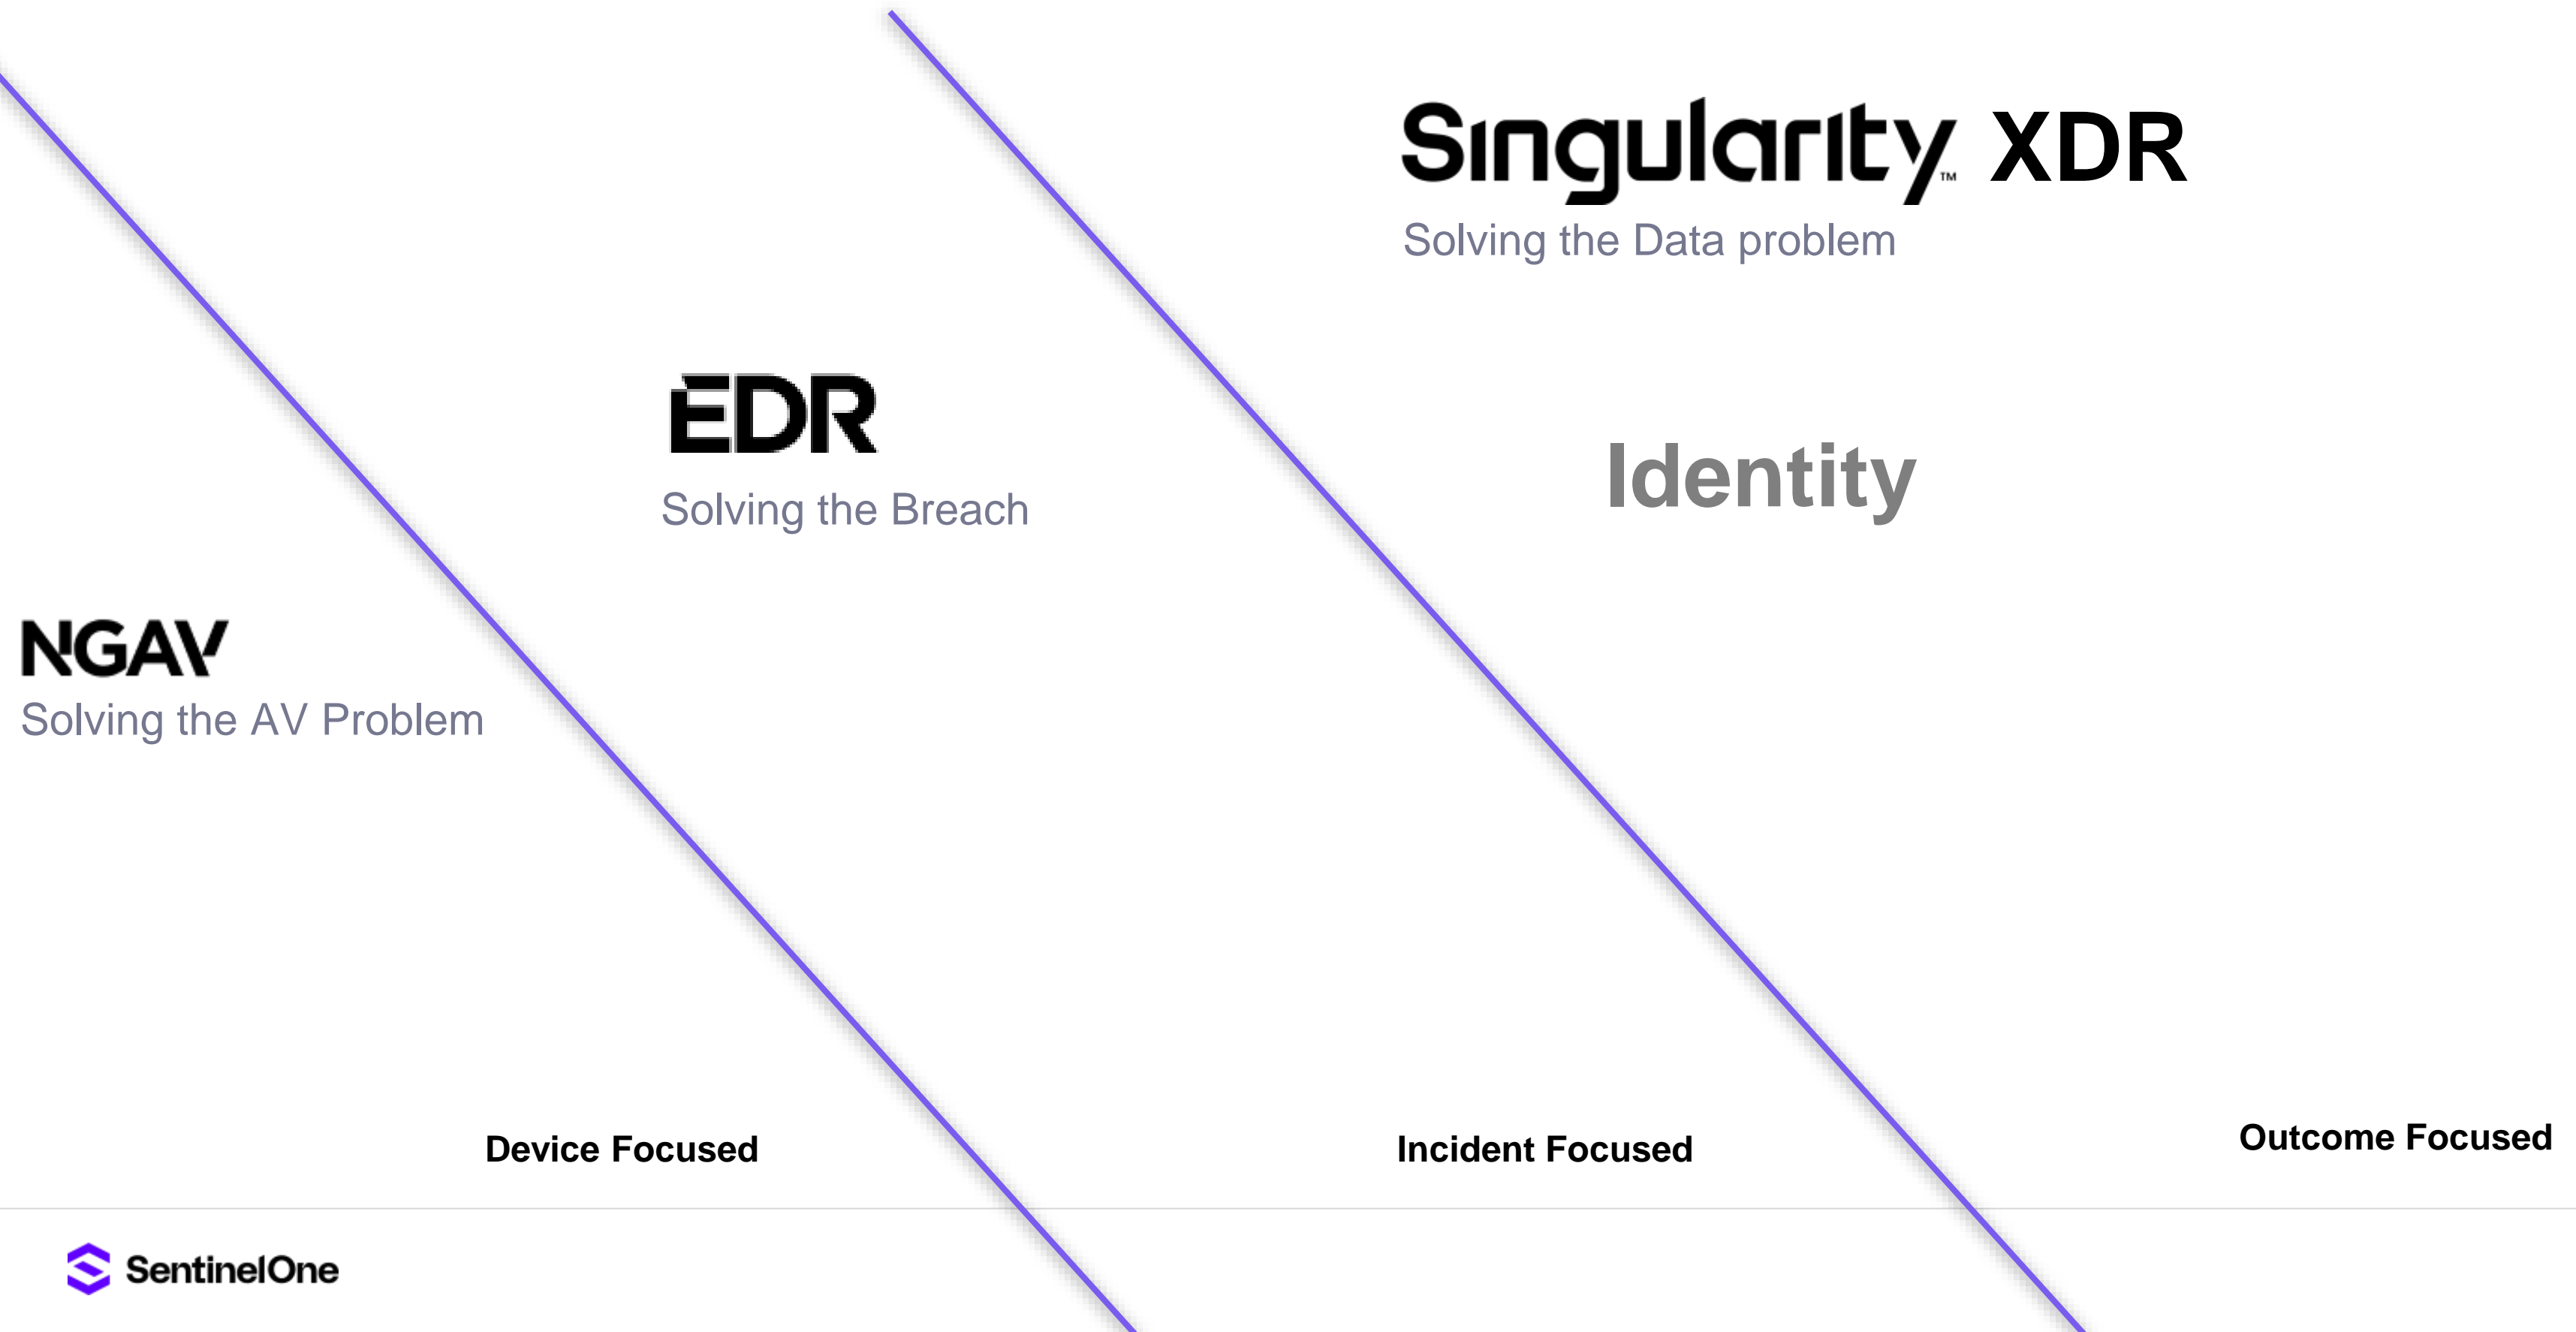 Singularity™ XDR
Solving the Data problem
EDR
Solving the Breach
Identity
NGAV
Solving the AV Problem
Device Focused
Incident Focused
Outcome Focused
SentinelOne